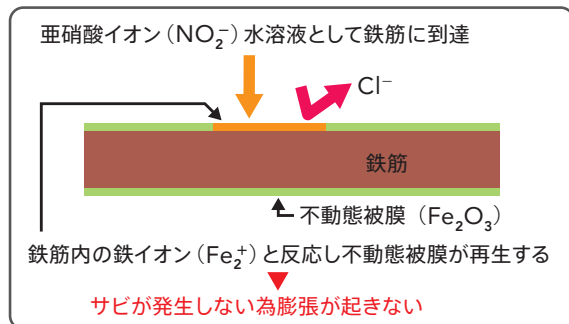 亜硝酸イオン（NO₂⁻）水溶液として鉄筋に到達
Cl⁻
鉄筋
不動態被膜（Fe₂O₃）
鉄筋内の鉄イオン（Fe₂⁺）と反応し不動態被膜が再生する
サビが発生しない為膨張が起きない